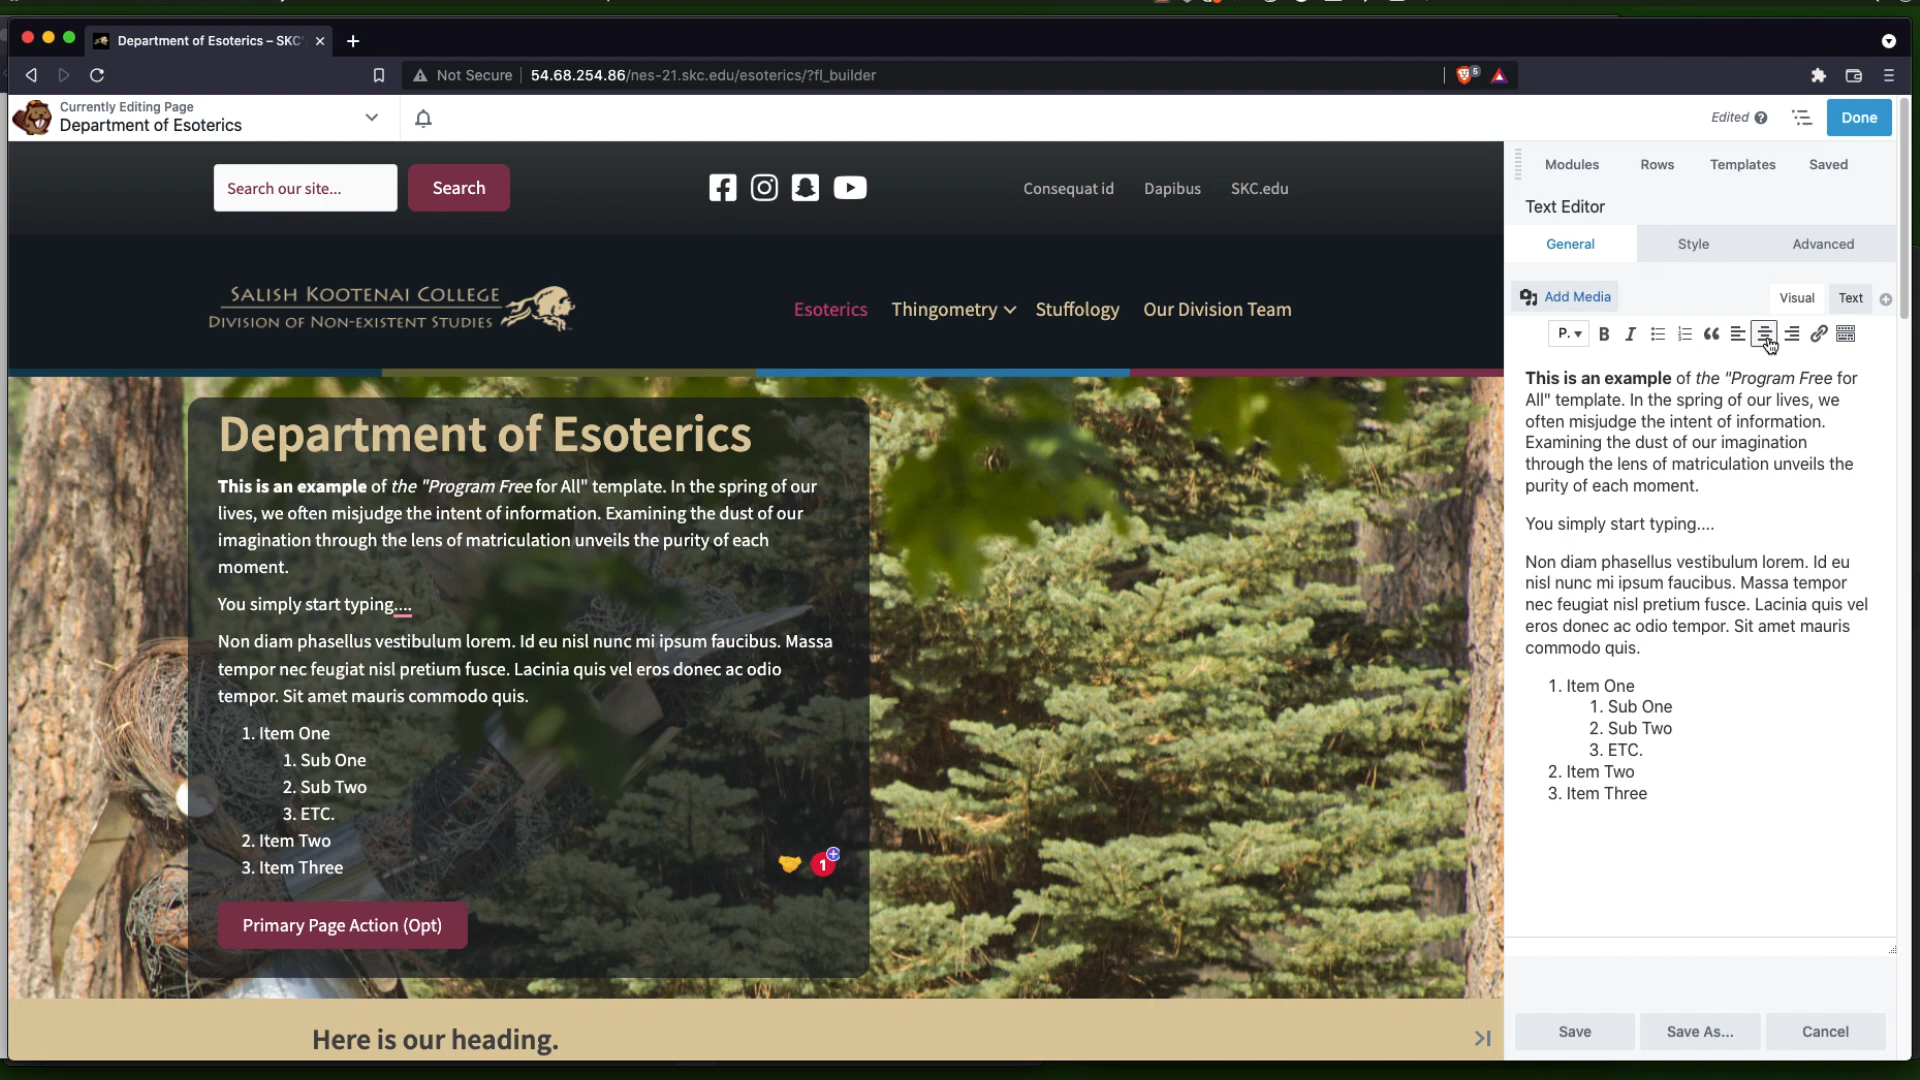 Department of Esoterics – SKC
Not Secure
54.68.254.86/nes-21.skc.edu/esoterics/?fl_builder
5
Currently Editing Page
Department of Esoterics
Edited
Done
Search our site...
Search
Consequat id
Dapibus
SKC.edu
SALISH KOOTENAI COLLEGE
DIVISION OF NON-EXISTENT STUDIES
Esoterics
Thingometry
Stuffology
Our Division Team
Department of Esoterics
This is an example of the "Program Free for All" template. In the spring of our
lives, we often misjudge the intent of information. Examining the dust of our
imagination through the lens of matriculation unveils the purity of each
moment.
You simply start typing....
Non diam phasellus vestibulum lorem. Id eu nisl nunc mi ipsum faucibus. Massa
tempor nec feugiat nisl pretium fusce. Lacinia quis vel eros donec ac odio
tempor. Sit amet mauris commodo quis.
1. Item One
1. Sub One
2. Sub Two
3. ETC.
2. Item Two
3. Item Three
1
Primary Page Action (Opt)
Here is our heading.
Modules
Rows
Templates
Saved
Text Editor
General
Style
Advanced
Add Media
Visual
Text
P.
B
I
This is an example of the "Program Free for
All" template. In the spring of our lives, we
often misjudge the intent of information.
Examining the dust of our imagination
through the lens of matriculation unveils the
purity of each moment.
You simply start typing....
Non diam phasellus vestibulum lorem. Id eu
nisl nunc mi ipsum faucibus. Massa tempor
nec feugiat nisl pretium fusce. Lacinia quis vel
eros donec ac odio tempor. Sit amet mauris
commodo quis.
1. Item One
1. Sub One
2. Sub Two
3. ETC.
2. Item Two
3. Item Three
Save
Save As...
Cancel